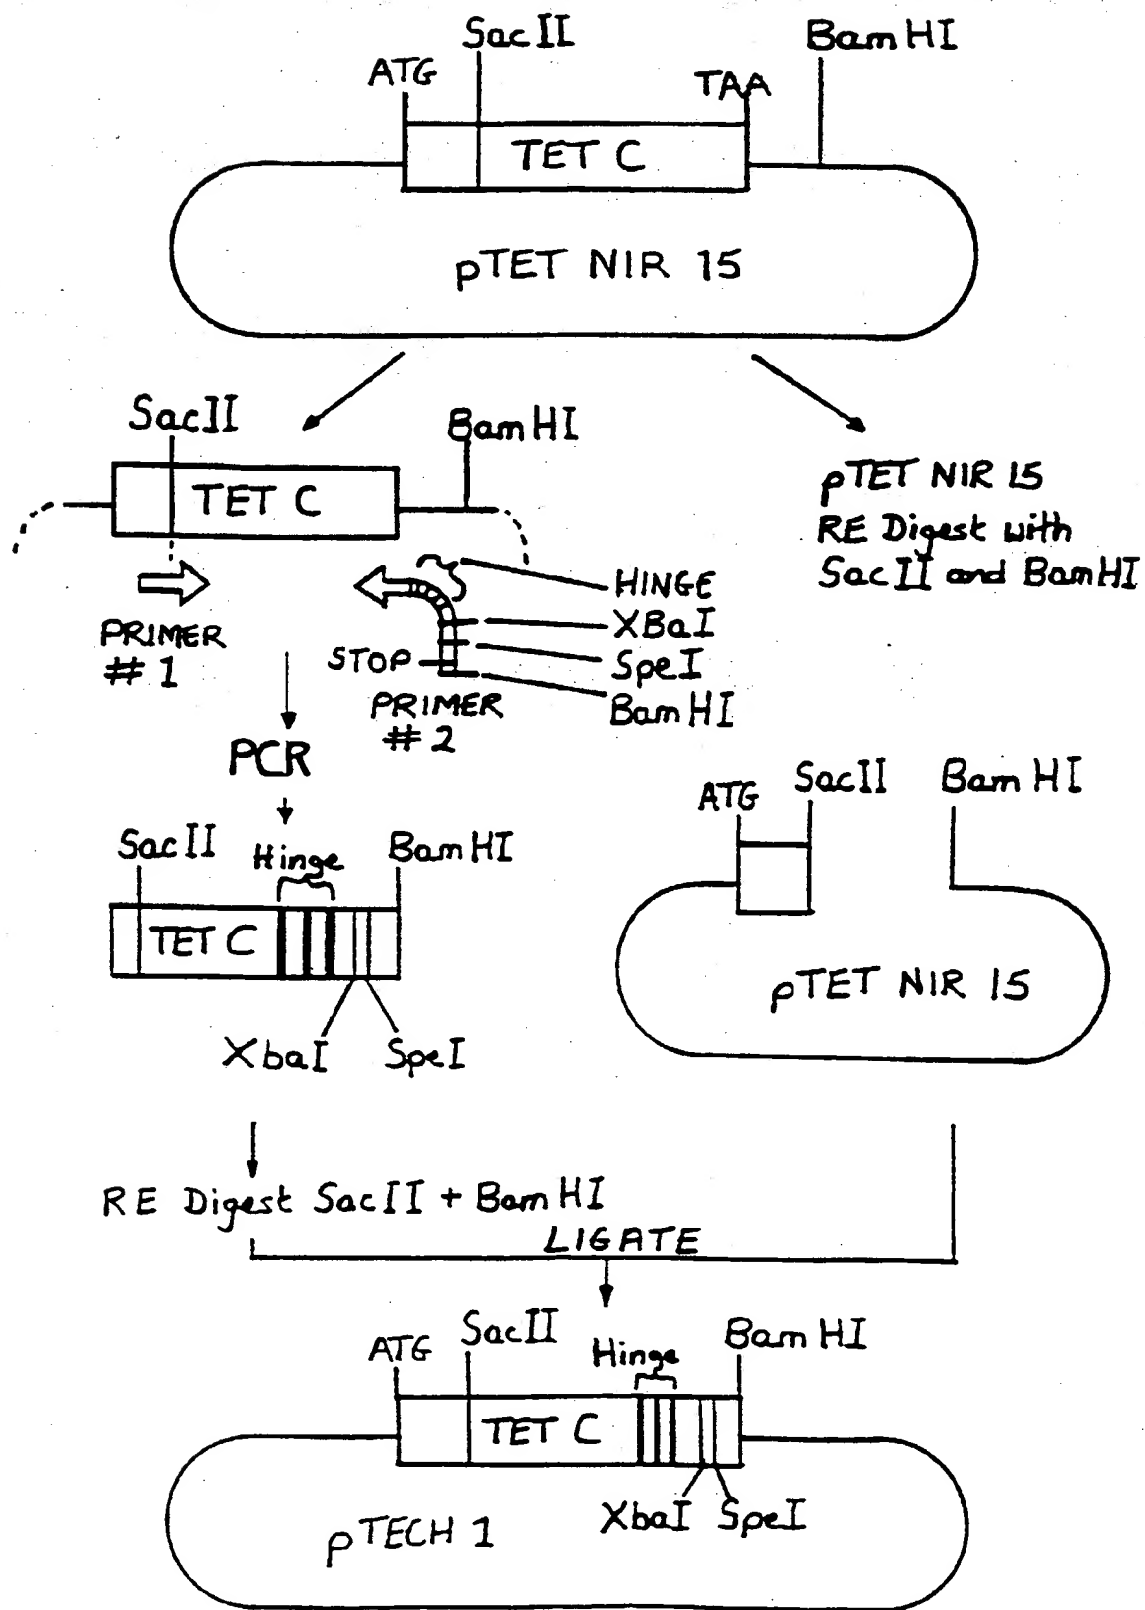 SacII
BamHI
ATG
TAA
TET C
pTET NIR 15
SacII
BamHI
TET C
pTET NIR 15
RE Digest with
SacII and BamHI
HINGE
XBaI
SpeI
BamHI
STOP
PRIMER
# 1
PRIMER
# 2
PCR
SacII
Hinge
BamHI
TET C
XbaI
SpeI
ATG
SacII
BamHI
pTET NIR 15
RE Digest SacII + BamHI
LIGATE
ATG
SacII
Hinge
BamHI
TET C
XbaI
SpeI
pTECH 1